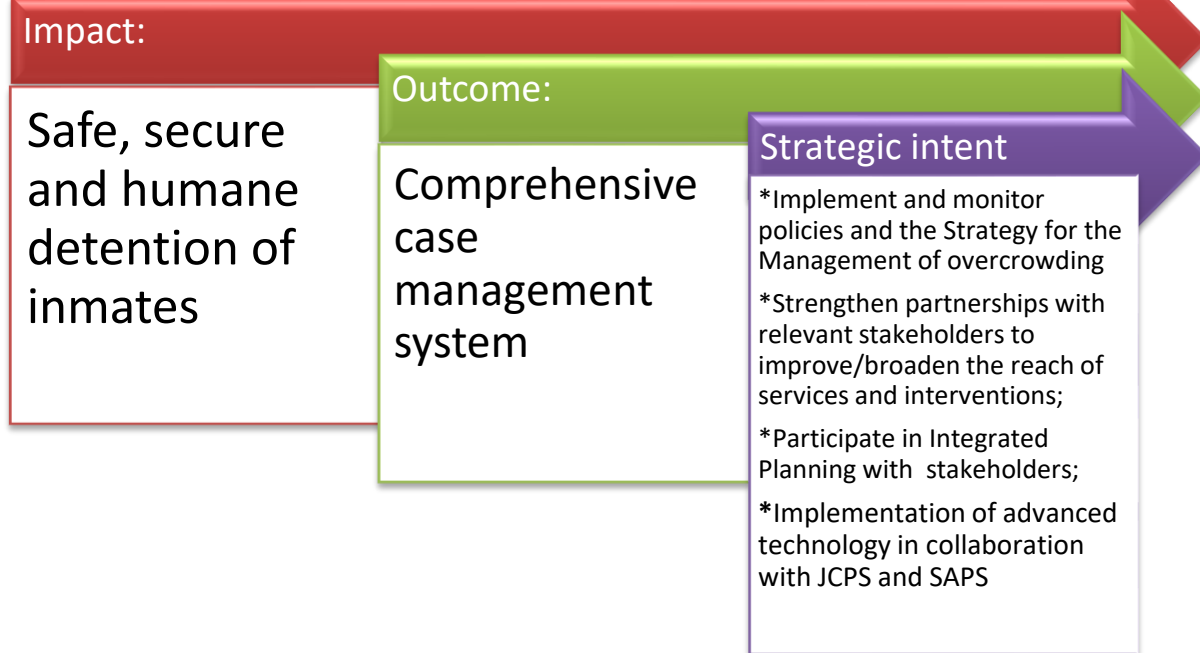 Impact:
Safe, secure
and humane
detention of
inmates
Outcome:
Comprehensive
case
management
system
Strategic intent
*Implement and monitor
policies and the Strategy for the
Management of overcrowding
*Strengthen partnerships with
relevant stakeholders to
improve/broaden the reach of
services and interventions;
*Participate in Integrated
Planning with  stakeholders;
*Implementation of advanced
technology in collaboration
with JCPS and SAPS